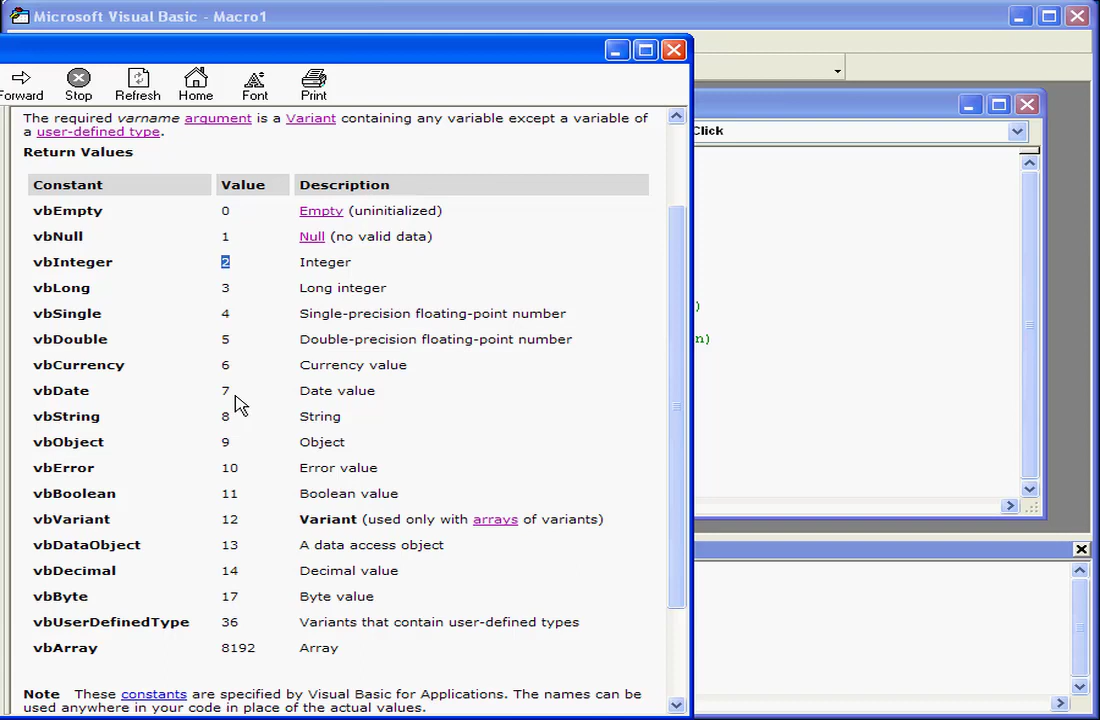 Microsoft Visual Basic - Macro1
Forward Stop Refresh Home Font Print
The required varname argument is a Variant containing any variable except a variable of
a user-defined type.
Return Values
Constant Value Description
vbEmpty 0 Empty (uninitialized)
vbNull 1 Null (no valid data)
vbInteger 2 Integer
vbLong 3 Long integer
vbSingle 4 Single-precision floating-point number
vbDouble 5 Double-precision floating-point number
vbCurrency 6 Currency value
vbDate 7 Date value
vbString 8 String
vbObject 9 Object
vbError 10 Error value
vbBoolean 11 Boolean value
vbVariant 12 Variant (used only with arrays of variants)
vbDataObject 13 A data access object
vbDecimal 14 Decimal value
vbByte 17 Byte value
vbUserDefinedType 36 Variants that contain user-defined types
vbArray 8192 Array
Note These constants are specified by Visual Basic for Applications. The names can be
used anywhere in your code in place of the actual values.
Click
)
n)